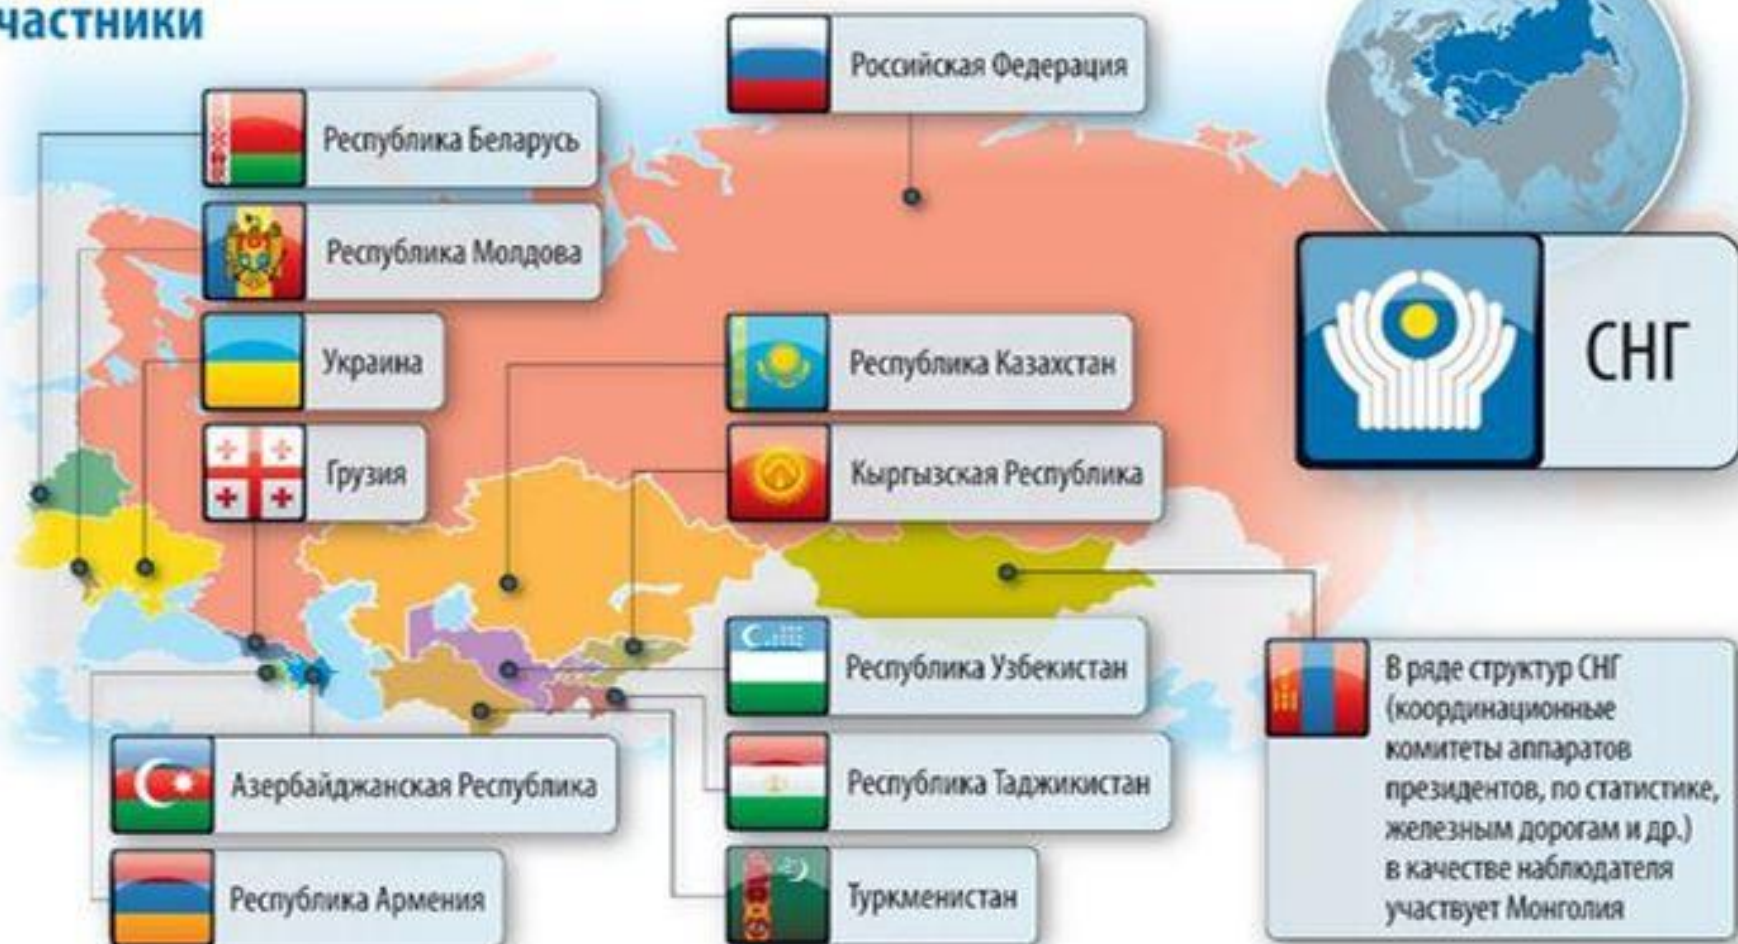 частники
Российская Федерация
Республика Беларусь
Республика Молдова
Украина
Грузия
Республика Казахстан
Кыргызская Республика
СНГ
Республика Узбекистан
Республика Таджикистан
Туркменистан
Азербайджанская Республика
Республика Армения
В ряде структур СНГ
(координационные
комитеты аппаратов
президентов, по статистике,
железным дорогам и др.)
в качестве наблюдателя
участвует Монголия